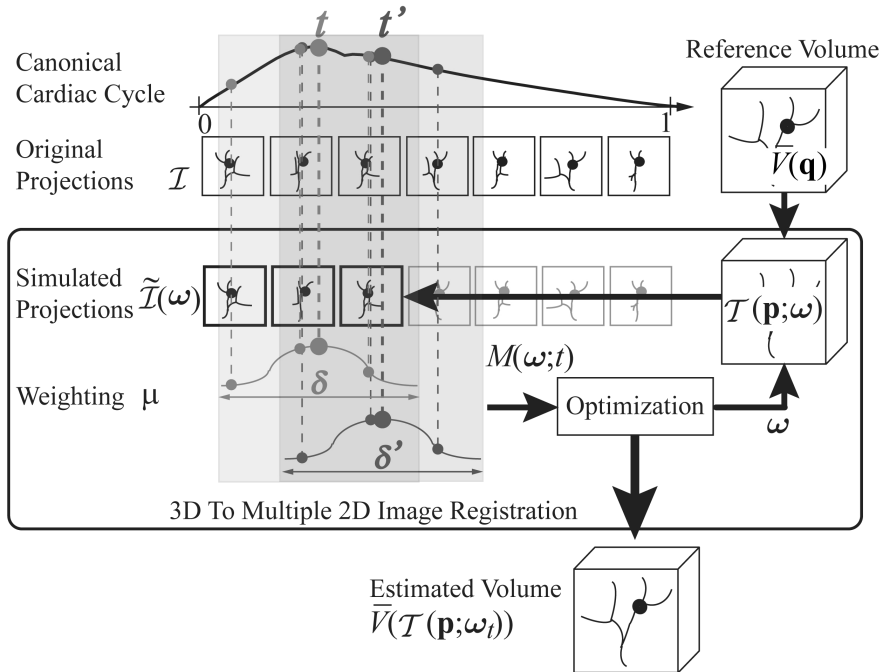 t t’
Reference Volume
Canonical
Cardiac Cycle
0 1
Original
Projections ℐ
V̅(q)
Simulated
Projections ℐ̃(ω)
𝒯(p;ω)
M(ω;t)
Weighting μ
δ
Optimization
ω
δ’
3D To Multiple 2D Image Registration
Estimated Volume
V̅(𝒯(p;ωₜ))